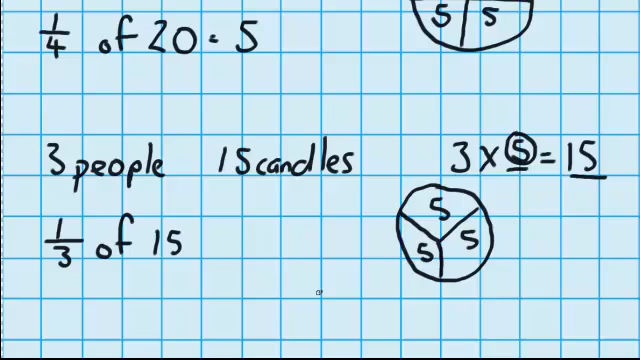 5 5
1/4 of 20 = 5
3 people 15 candles 3 x 5 = 15
5
1/3 of 15 5 5